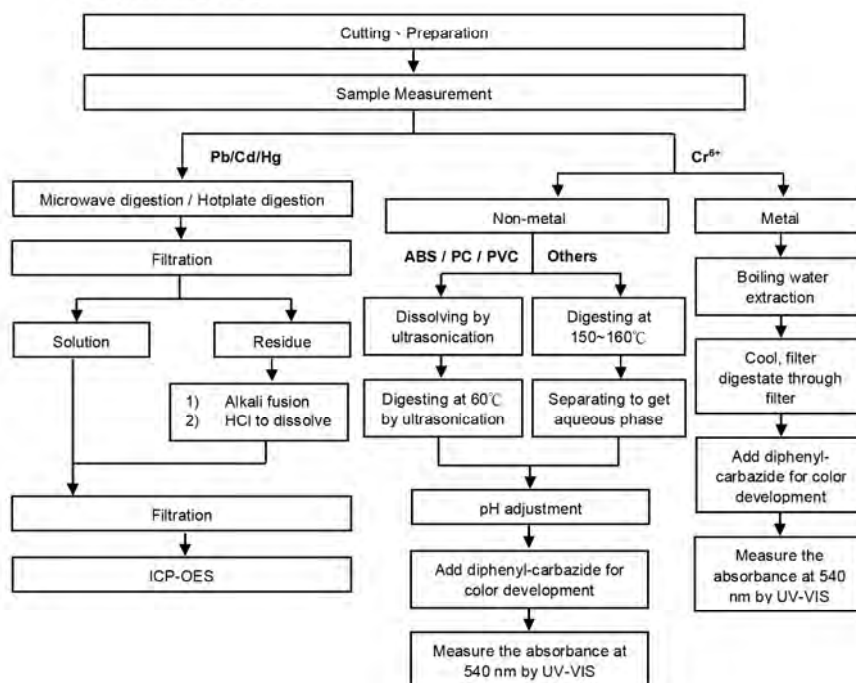 Cutting、Preparation
Sample Measurement
Pb/Cd/Hg
Cr⁶⁺
Microwave digestion / Hotplate digestion
Non-metal
Metal
Filtration
ABS / PC / PVC
Others
Boiling water
extraction
Solution
Residue
Dissolving by
ultrasonication
Digesting at
150~160℃
Cool, filter
digestate through
filter
1) Alkali fusion
2) HCl to dissolve
Digesting at 60℃
by ultrasonication
Separating to get
aqueous phase
Add diphenyl-
carbazide for color
development
Filtration
pH adjustment
ICP-OES
Add diphenyl-carbazide for
color development
Measure the
absorbance at 540
nm by UV-VIS
Measure the absorbance at
540 nm by UV-VIS